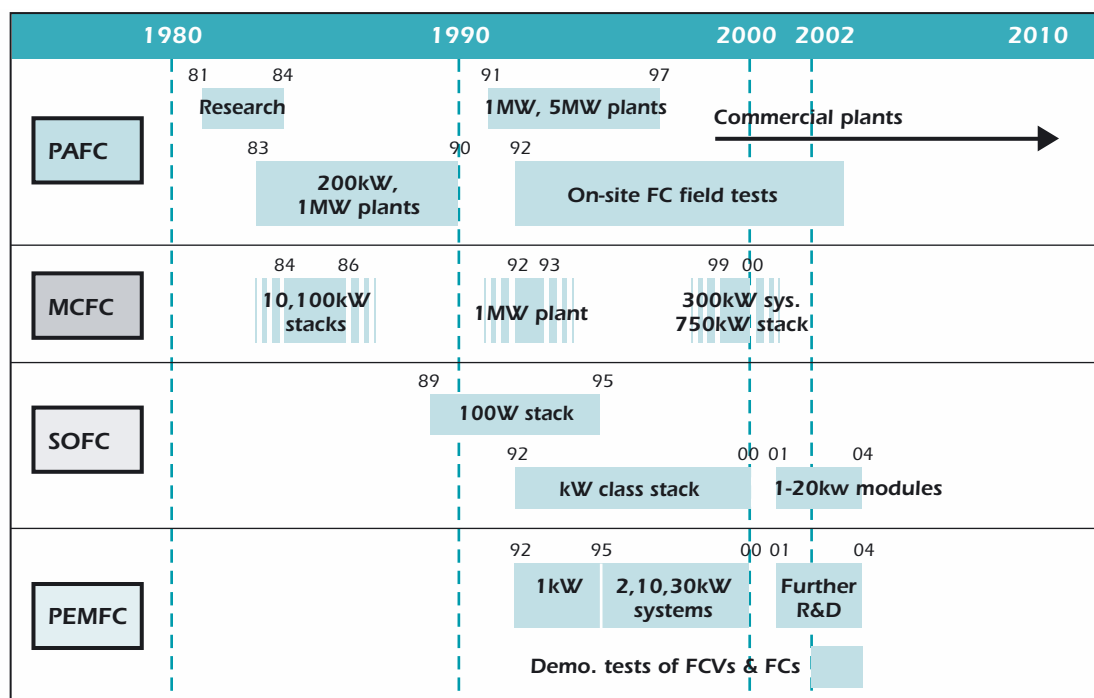 1980 1990 2000 2002 2010
81 84 91 97
Research 1MW, 5MW plants
Commercial plants
PAFC
83 90 92
200kW,
1MW plants
On-site FC field tests
MCFC
84 86 92 93 99 00
10,100kW
stacks
1MW plant
300kW sys.
750kW stack
SOFC
89 95
100W stack
92 00 01 04
kW class stack 1-20kw modules
PEMFC
92 95 00 01 04
1kW
2,10,30kW
systems
Further
R&D
Demo. tests of FCVs & FCs